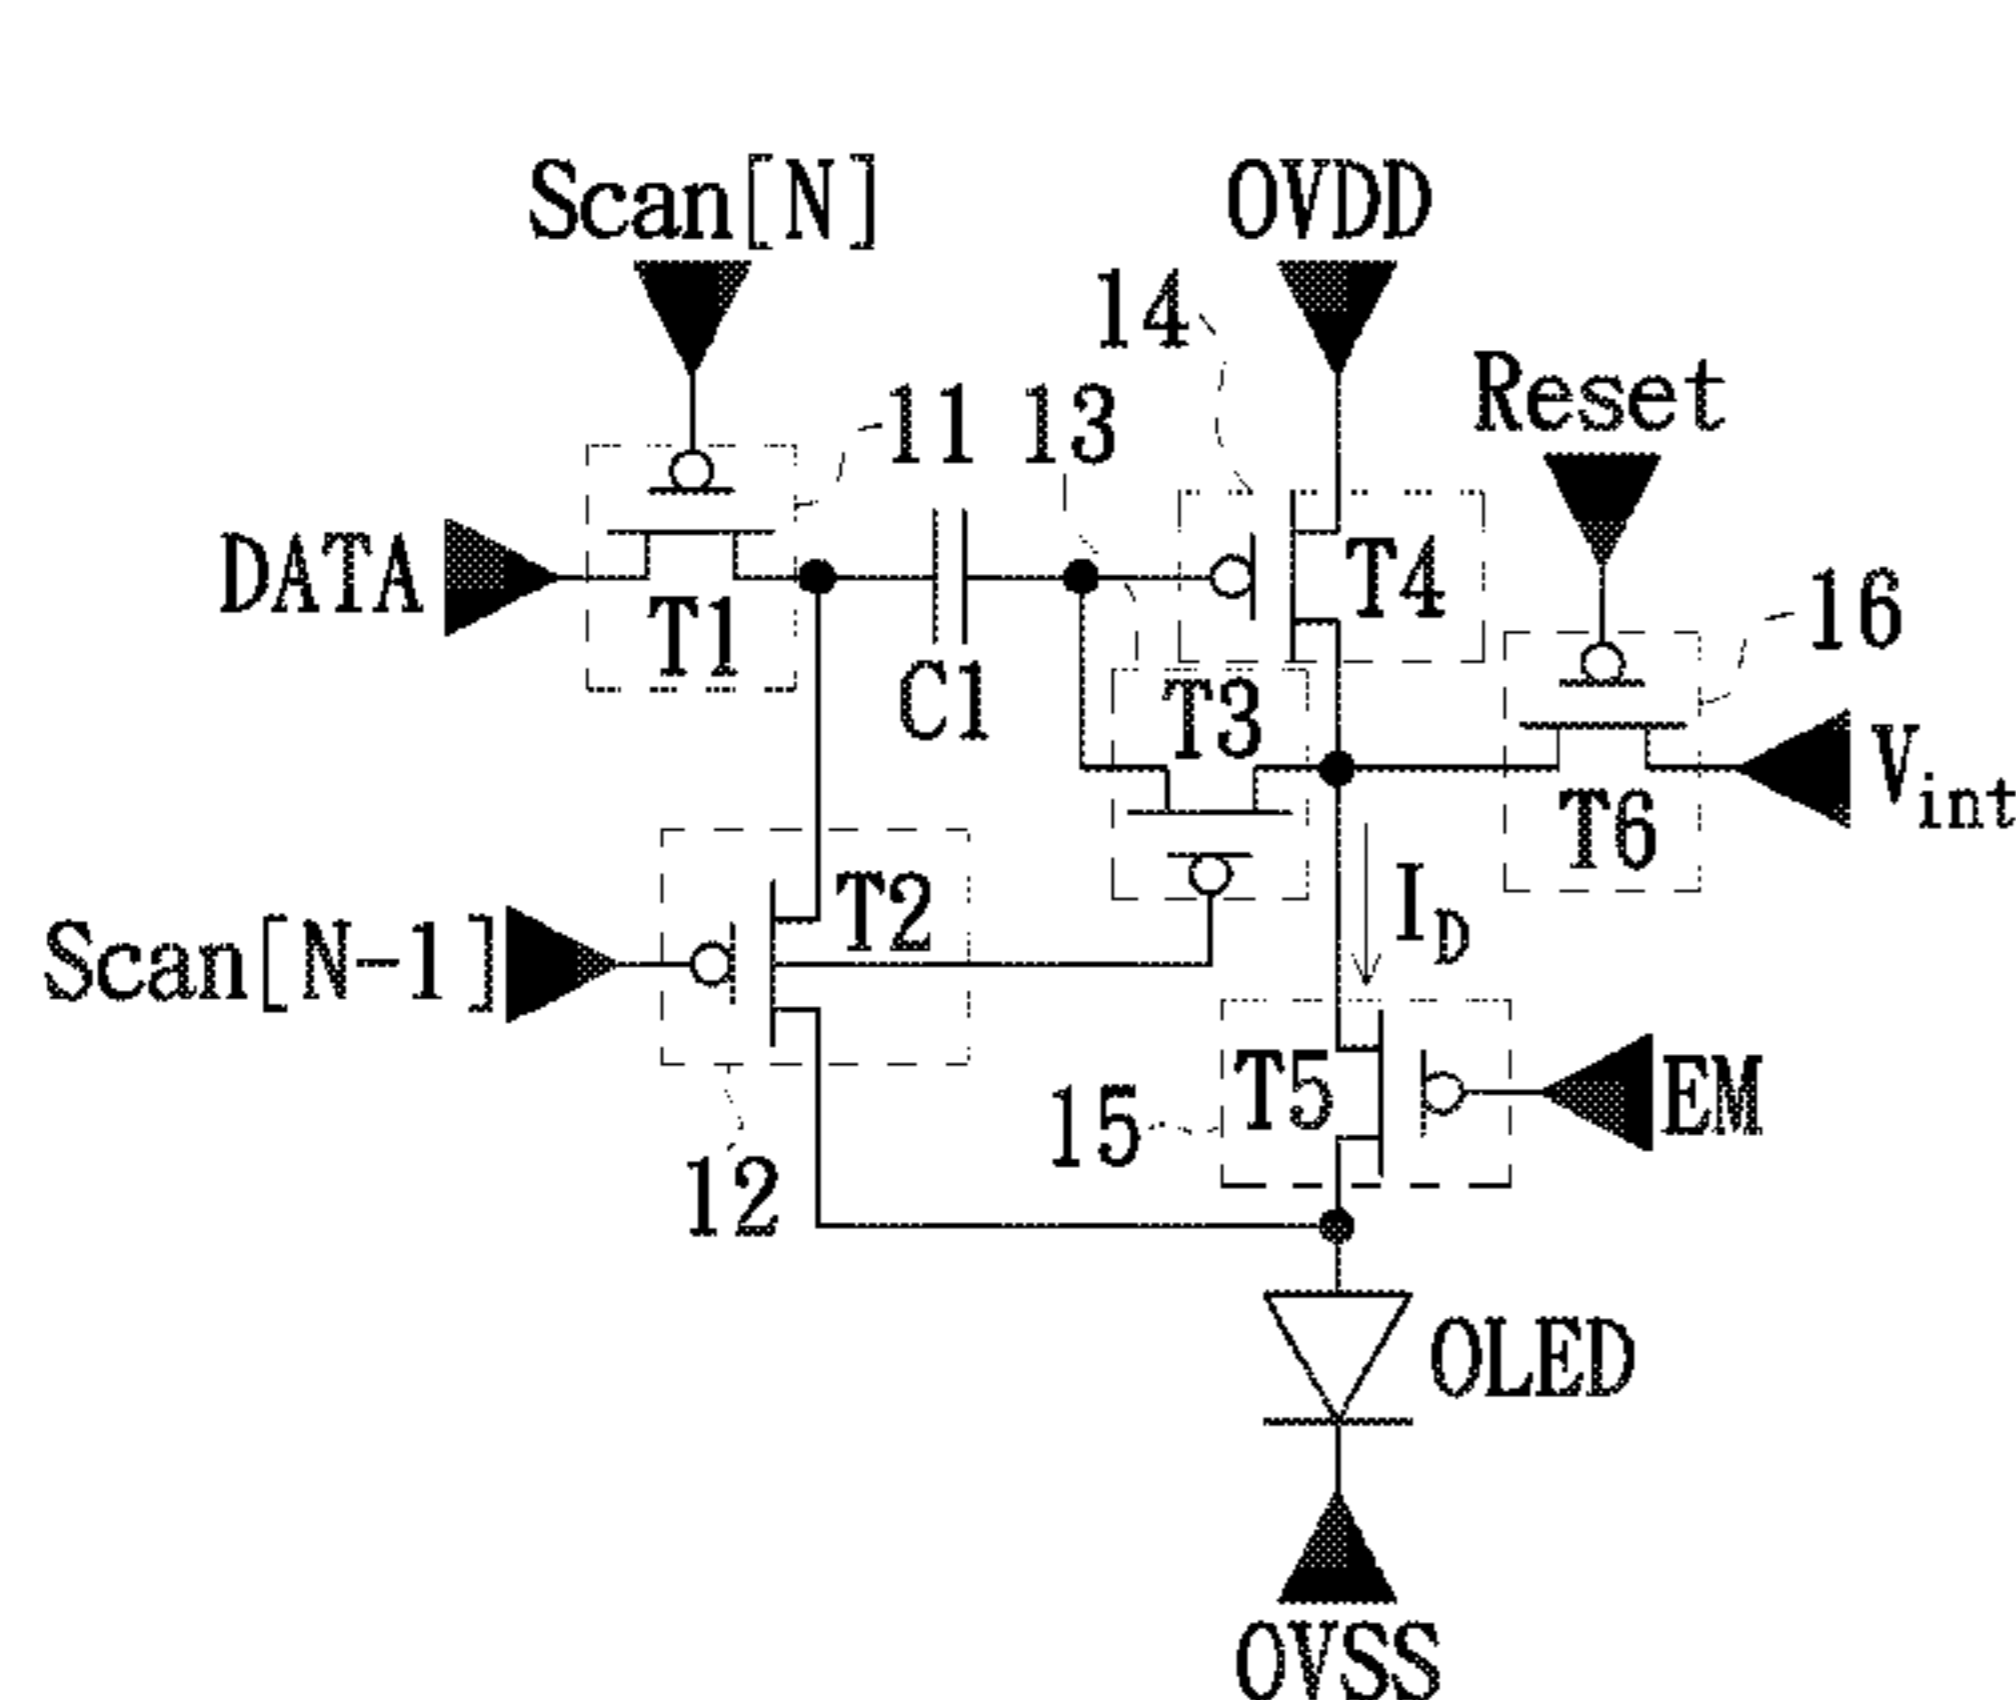 Scan[N]
OVDD
14
Reset
11
13
DATA
T1
T4
16
C1
T3
Vint
T6
T2
ID
Scan[N-1]
T5
EM
15
12
OLED
OVSS